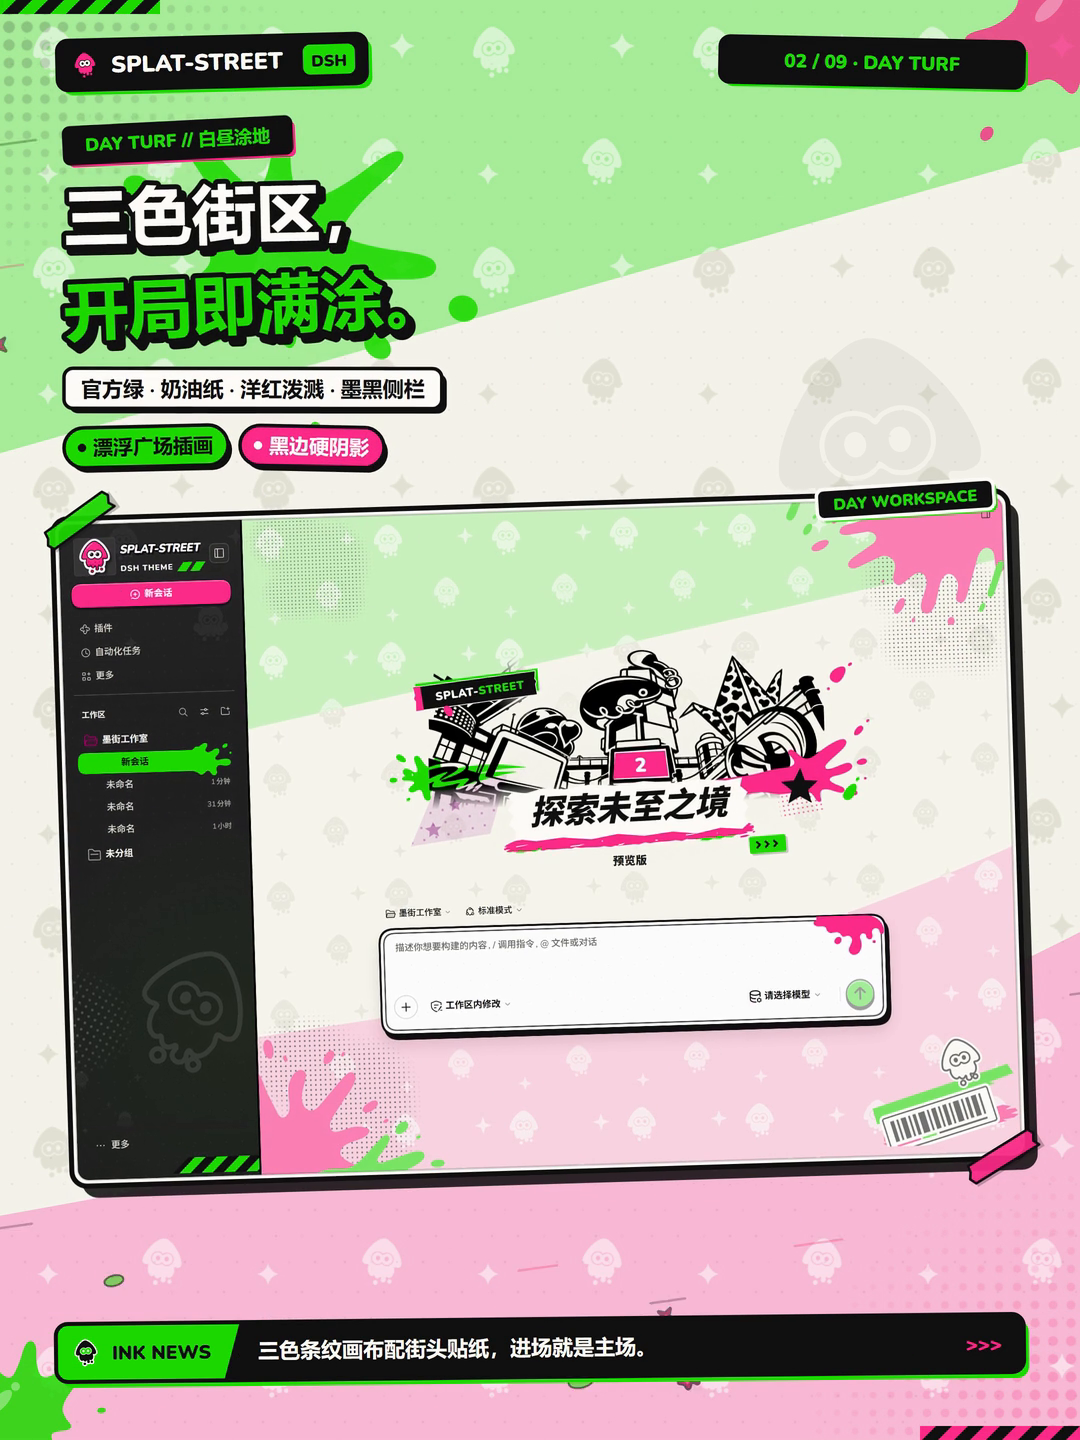 SPLAT-STREET DSH
02 / 09 · DAY TURF
DAY TURF // 白昼涂地
三色街区，
开局即满涂。
官方绿 · 奶油纸 · 洋红泼溅 · 墨黑侧栏
漂浮广场插画
黑边硬阴影
DAY WORKSPACE
SPLAT-STREET
DSH THEME
新会话
插件
自动化任务
更多
工作区
墨街工作室
新会话
未命名 1分钟
未命名 31分钟
未命名 1小时
未分组
更多
SPLAT-STREET
2
探索未至之境
>>>
预览版
墨街工作室 标准模式
描述你想要构建的内容，/ 调用指令，@ 文件或对话
工作区内修改
请选择模型
INK NEWS
三色条纹画布配街头贴纸，进场就是主场。
>>>